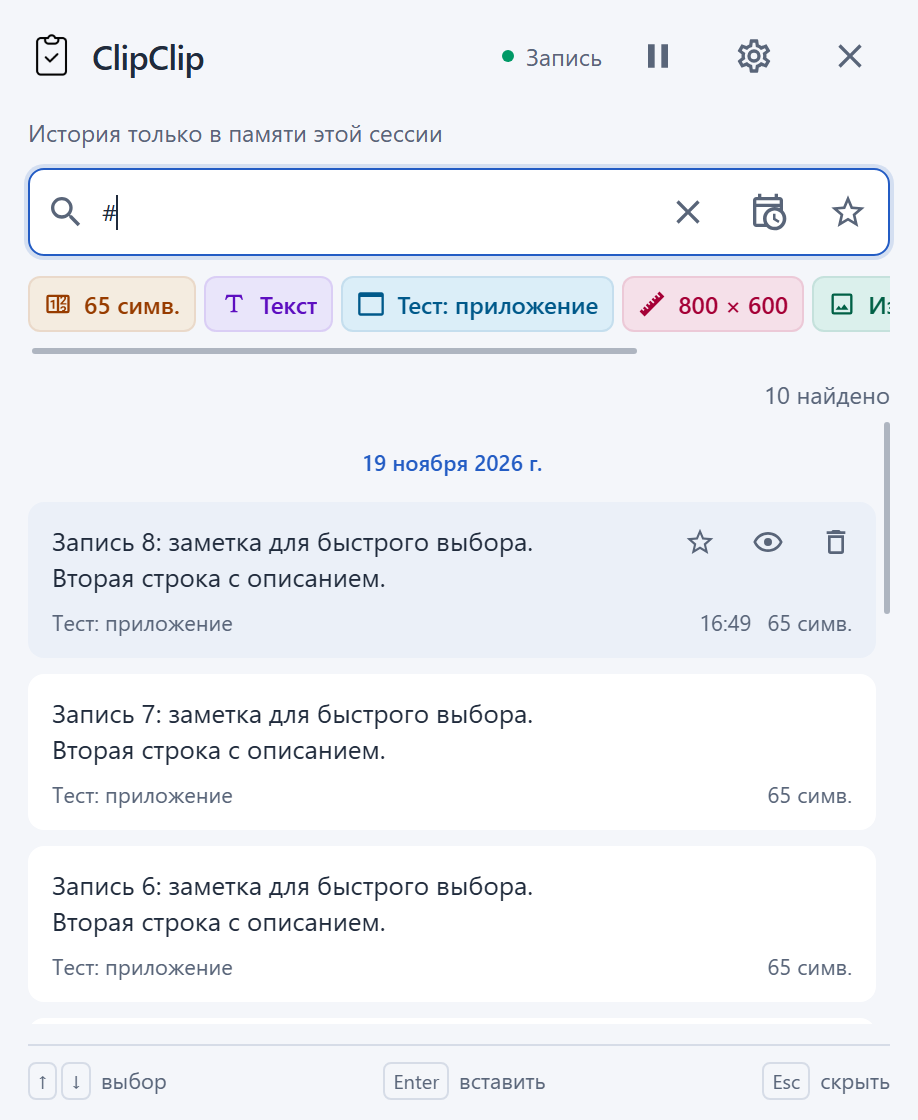 ClipClip
Запись
История только в памяти этой сессии
#
65 симв.
Текст
Тест: приложение
800 × 600
10 найдено
19 ноября 2026 г.
Запись 8: заметка для быстрого выбора.
Вторая строка с описанием.
Тест: приложение 16:49 65 симв.
Запись 7: заметка для быстрого выбора.
Вторая строка с описанием.
Тест: приложение 65 симв.
Запись 6: заметка для быстрого выбора.
Вторая строка с описанием.
Тест: приложение 65 симв.
↑ ↓ выбор Enter вставить Esc скрыть